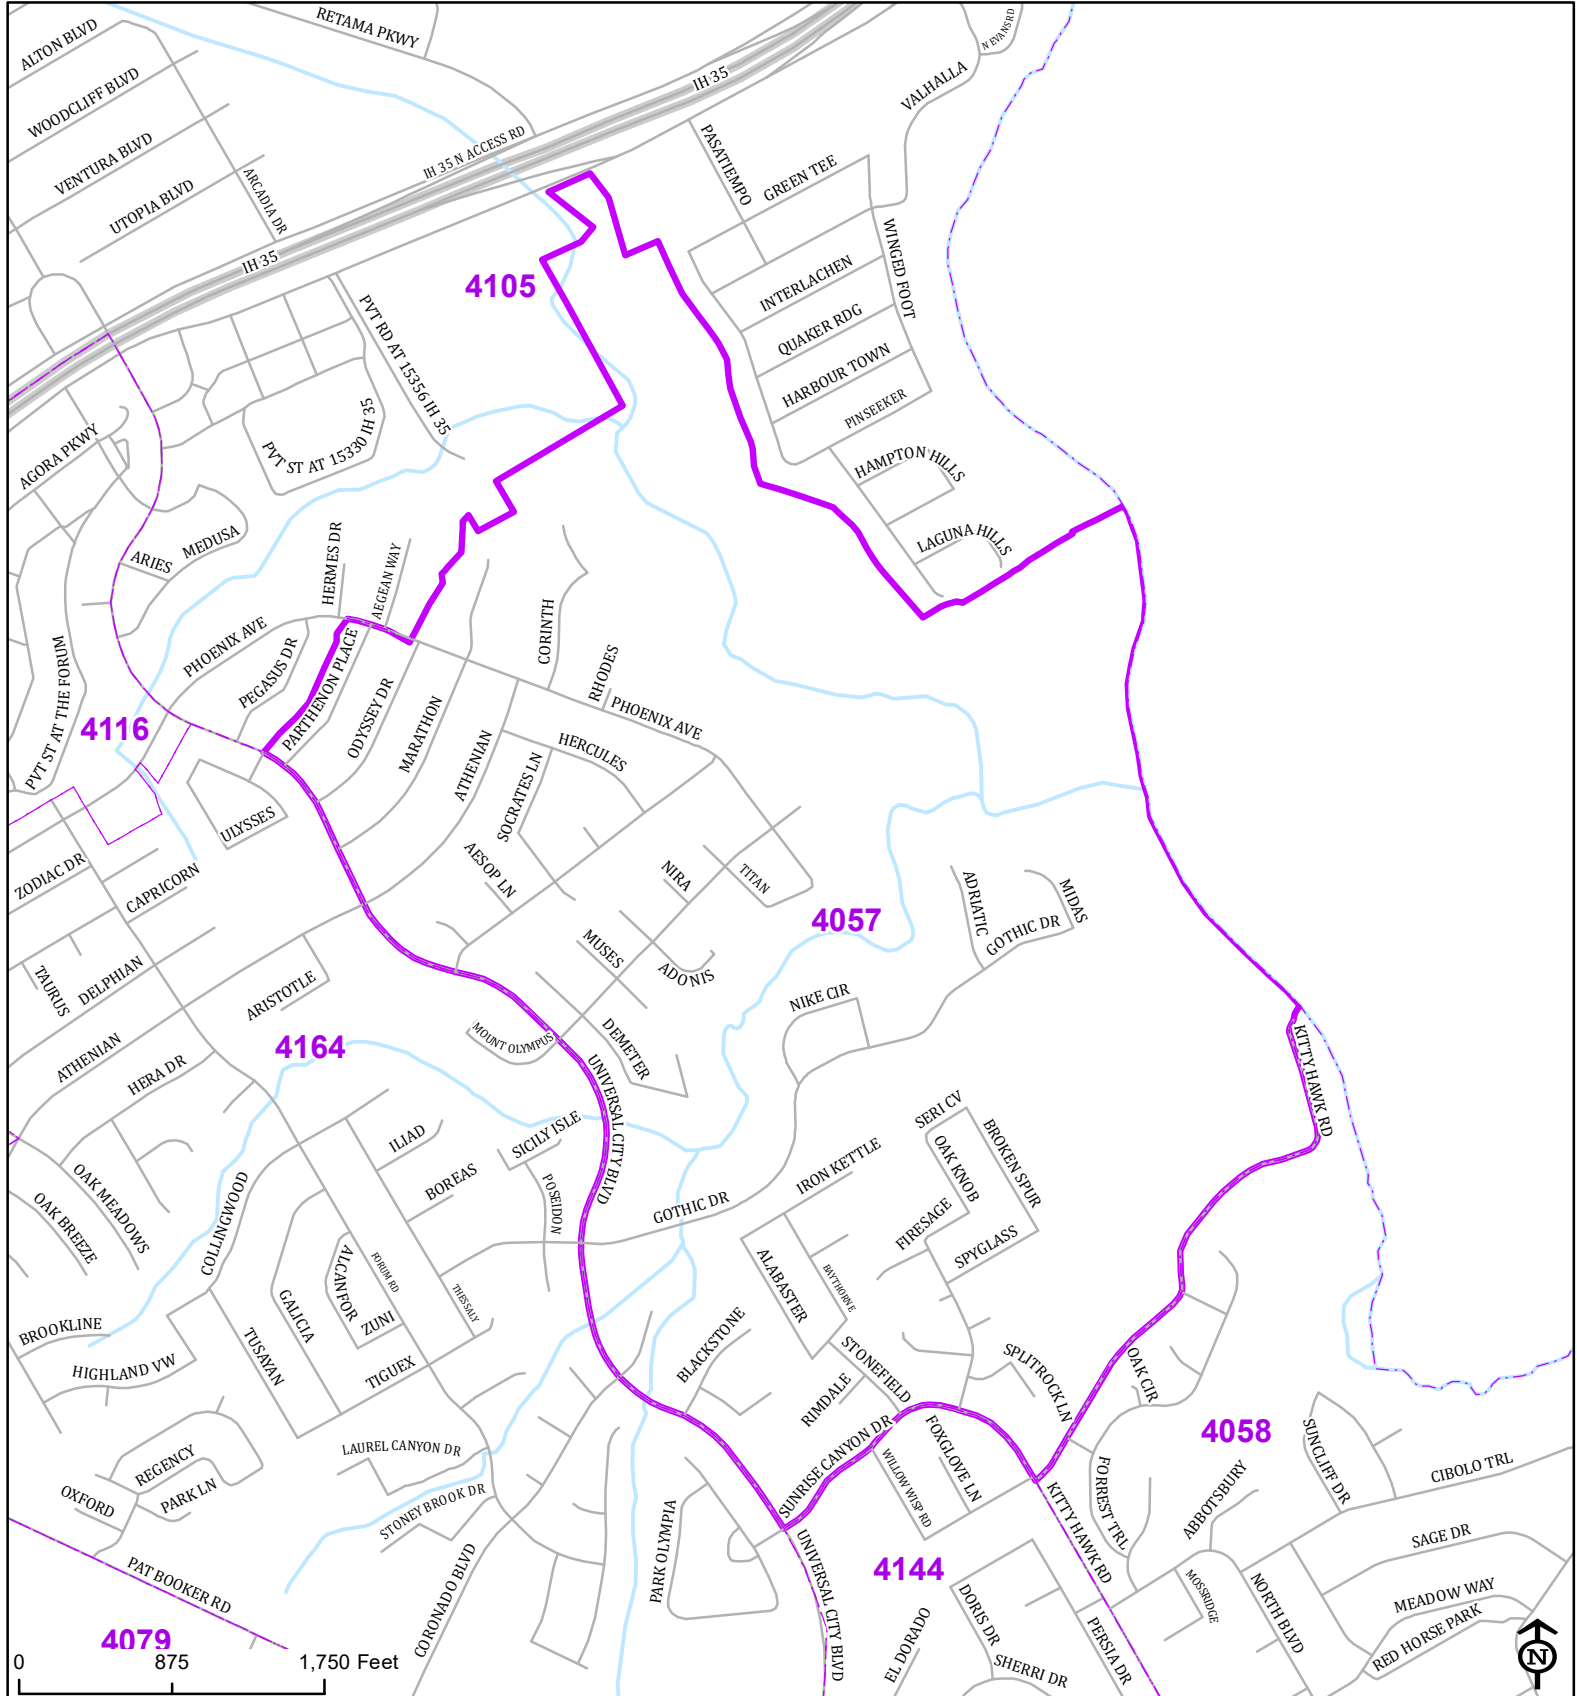 RETAMA PKWY
N EVANS RD
ALTON BLVD
IH 35
VALHALLA
WOODCLIFF BLVD
VENTURA BLVD
IH 35 N ACCESS RD
PASATIEMPO
GREEN TEE
UTOPIA BLVD
ARCADIA DR
IH 35
WINGED FOOT
4105
INTERLACHEN
PVT RD AT 15356 IH 35
QUAKER RDG
HARBOUR TOWN
PINSEEKER
AGORA PKWY
PVT ST AT 15330 IH 35
HAMPTON HILLS
LAGUNA HILLS
ARIES
MEDUSA
HERMES DR
AEGEAN WAY
CORINTH
PHOENIX AVE
PEGASUS DR
PARTHENON PLACE
ODYSSEY DR
MARATHON
RHODES
PHOENIX AVE
PVT ST AT THE FORUM
4116
ATHENIAN
HERCULES
SOCRATES LN
ULYSSES
AESOP LN
ZODIAC DR
CAPRICORN
NIRA
TITAN
4057
ADRIATIC
MIDAS
GOTHIC DR
TAURUS
DELPHIAN
ARISTOTLE
MUSES
ADONIS
NIKE CIR
4164
MOUNT OLYMPUS
DEMETER
ATHENIAN
HERA DR
UNIVERSAL CITY BLVD
KITTY HAWK RD
SERI CV
ILIAD
SICILY ISLE
OAK KNOB
BROKEN SPUR
OAK MEADOWS
OAK BREEZE
BOREAS
POSEIDON
IRON KETTLE
COLLINGWOOD
GOTHIC DR
FIRESAGE
SPYGLASS
ALCANFOR
FORUM RD
THESSALY
ALABASTER
BAYTHORNE
GALICIA
ZUNI
BROOKLINE
HIGHLAND VW
TUSAYAN
TIGUEX
BLACKSTONE
STONEFIELD
RIMDALE
SPLITROCK LN
OAK CIR
4058
SUNCLIFF DR
LAUREL CANYON DR
SUNRISE CANYON DR
FOXGLOVE LN
WILLOW WISP RD
REGENCY
PARK LN
OXFORD
STONEY BROOK DR
CIBOLO TRL
FORREST TRL
ABBOTSBURY
KITTY HAWK RD
PARK OLYMPIA
SAGE DR
PAT BOOKER RD
CORONADO BLVD
UNIVERSAL CITY BLVD
4144
MOSSRIDGE
NORTH BLVD
MEADOW WAY
RED HORSE PARK
DORIS DR
EL DORADO
PERSIA DR
SHERRI DR
4079
0 875 1,750 Feet
N